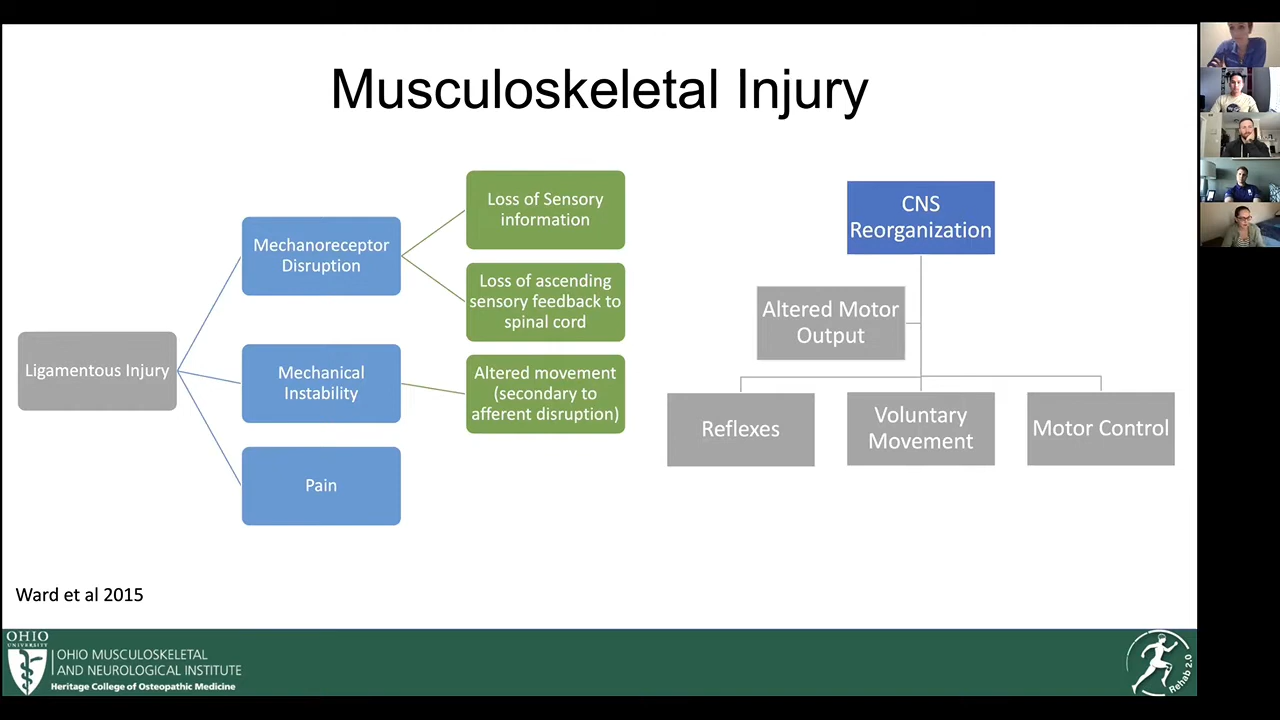 Musculoskeletal Injury
Ligamentous Injury
Mechanoreceptor
Disruption
Mechanical
Instability
Pain
Loss of Sensory
information
Loss of ascending
sensory feedback to
spinal cord
Altered movement
(secondary to
afferent disruption)
CNS
Reorganization
Altered Motor
Output
Reflexes
Voluntary
Movement
Motor Control
Ward et al 2015
OHIO
UNIVERSITY
OHIO MUSCULOSKELETAL
AND NEUROLOGICAL INSTITUTE
Heritage College of Osteopathic Medicine
Rehab 2.0